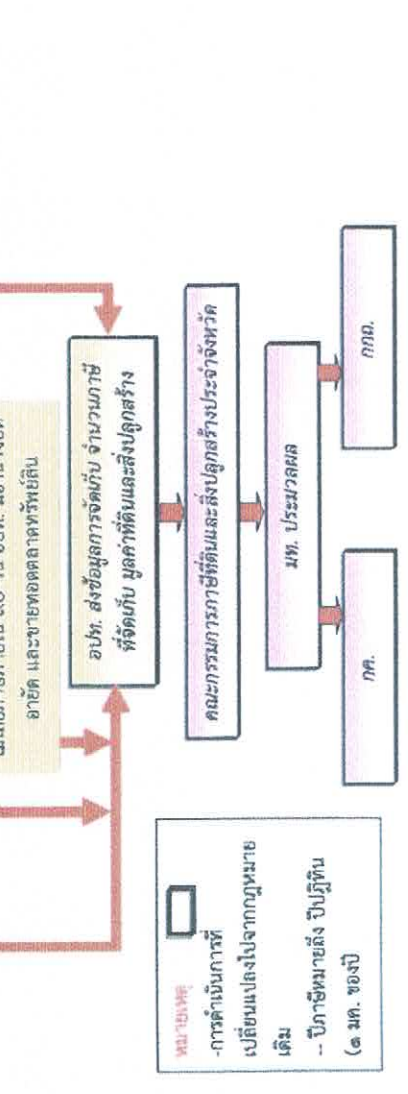 อายัด และขายทอดตลาดทรัพย์สิน
อปท. ส่งข้อมูลการจัดเก็บ จำนวนภาษี
ที่จัดเก็บ มูลค่าที่ดินและสิ่งปลูกสร้าง
คณะกรรมการภาษีที่ดินและสิ่งปลูกสร้างประจำจังหวัด
มท. ประมวลผล
กค.
กกถ.
หมายเหตุ
-การดำเนินการที่
เปลี่ยนแปลงไปจากกฎหมาย
เดิม
-- ปีภาษีหมายถึง ปีปฏิทิน
(๑ มค. ของปี